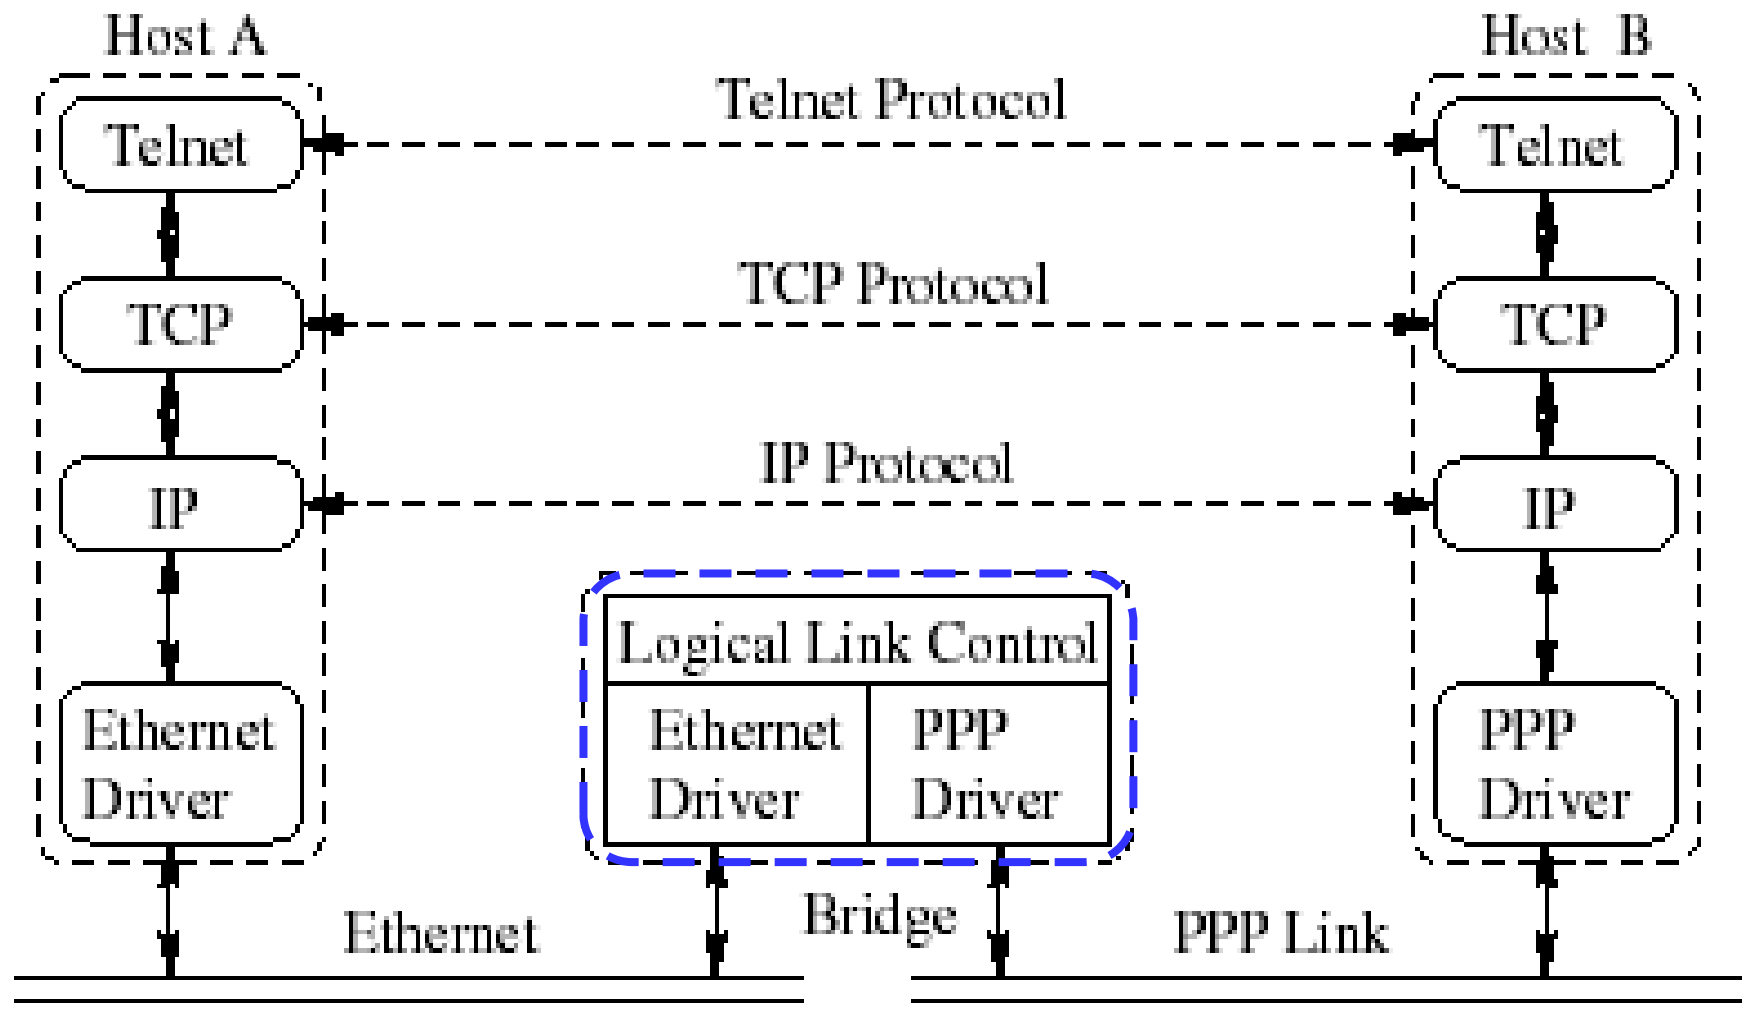 Host A
Host B
Telnet Protocol
Telnet
Telnet
TCP Protocol
TCP
TCP
IP Protocol
IP
IP
Logical Link Control
Ethernet
Driver
Ethernet
Driver
PPP
Driver
PPP
Driver
Ethernet
Bridge
PPP Link